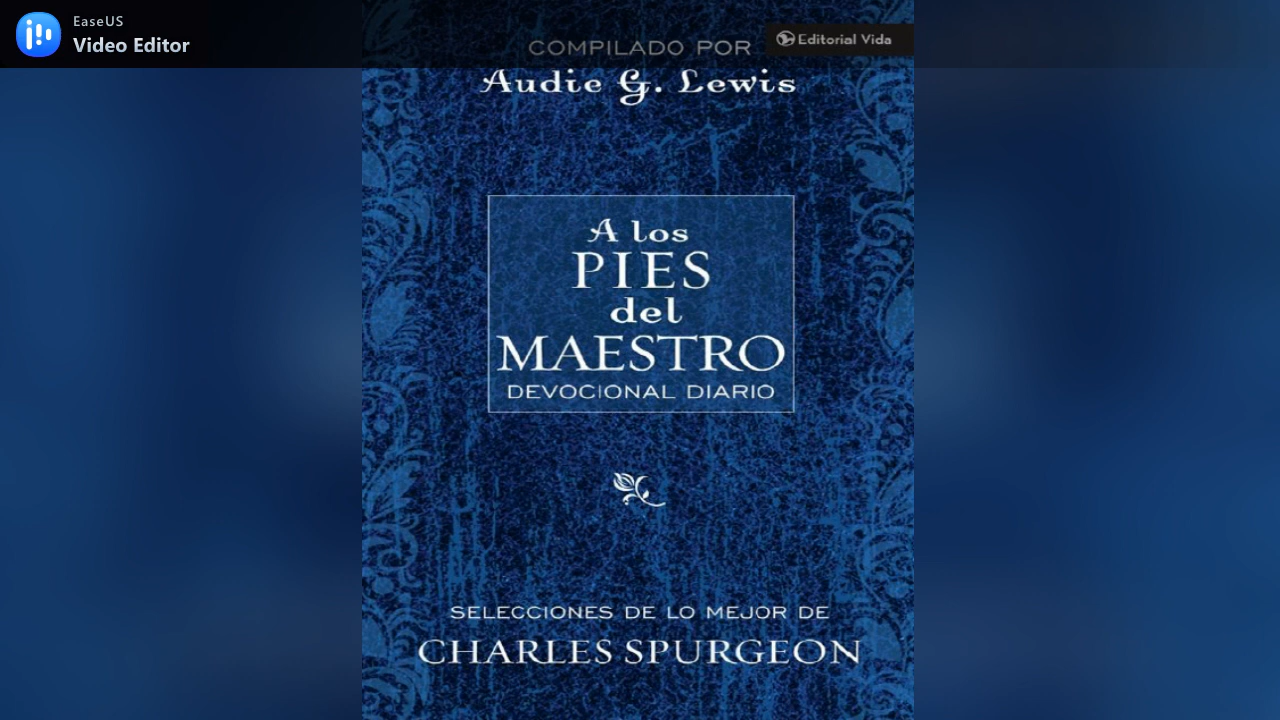 EaseUS
Video Editor
COMPILADO POR
Editorial Vida
Audie G. Lewis
A los
PIES
del
MAESTRO
DEVOCIONAL DIARIO
SELECCIONES DE LO MEJOR DE
CHARLES SPURGEON